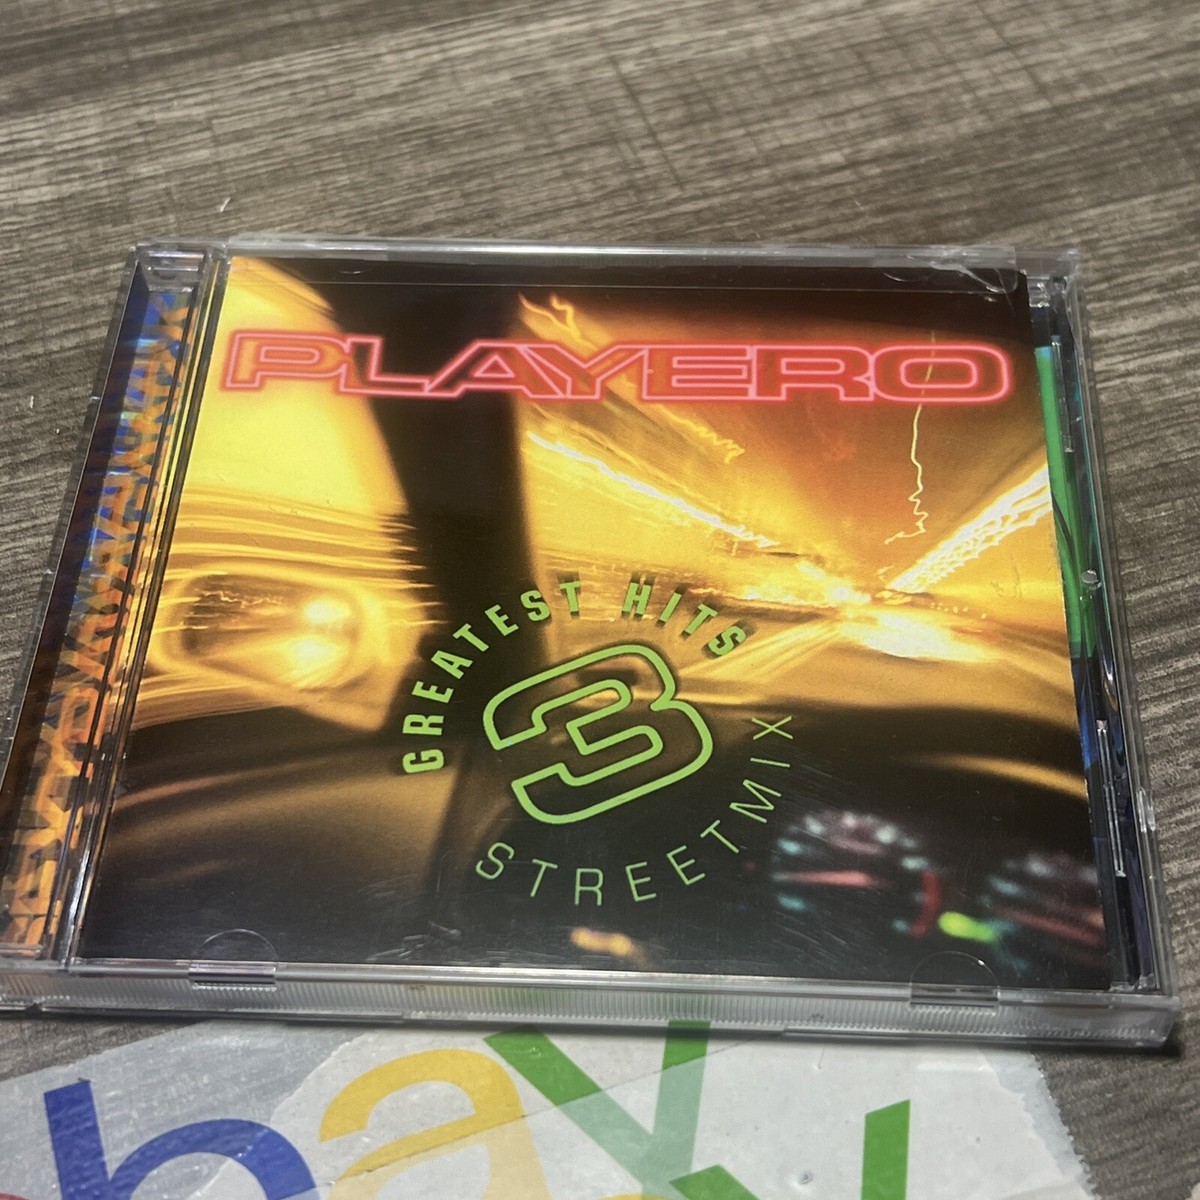 PLAYERO
GREATEST HITS
3
STREETMIX
ebay